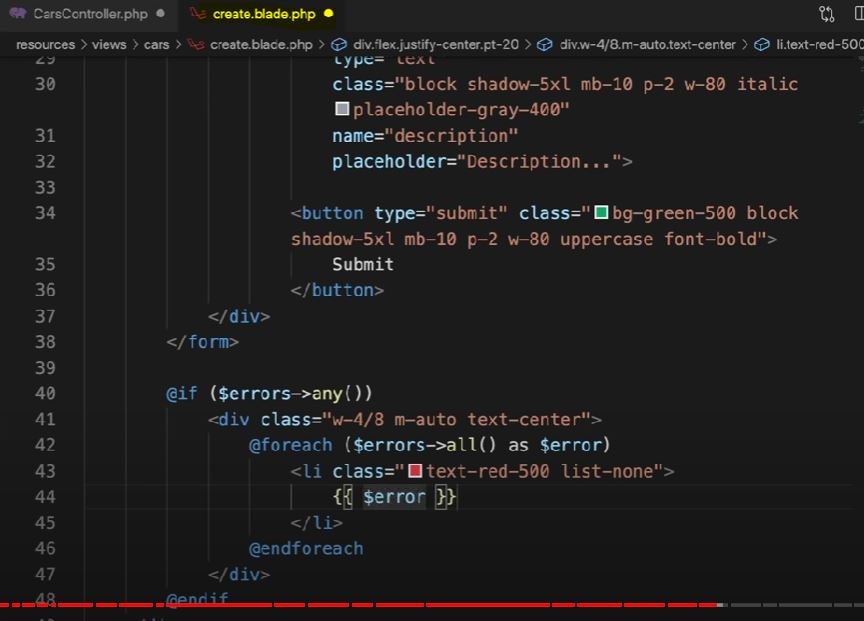 CarsController.php
create.blade.php
resources > views > cars > create.blade.php > div.flex.justify-center.pt-20 > div.w-4/8.m-auto.text-center > li.text-red-500
29 type="text"
30 class="block shadow-5xl mb-10 p-2 w-80 italic
placeholder-gray-400"
31 name="description"
32 placeholder="Description...">
33
34 <button type="submit" class="bg-green-500 block
shadow-5xl mb-10 p-2 w-80 uppercase font-bold">
35 Submit
36 </button>
37 </div>
38 </form>
39
40 @if ($errors->any())
41 <div class="w-4/8 m-auto text-center">
42 @foreach ($errors->all() as $error)
43 <li class="text-red-500 list-none">
44 {{ $error }}
45 </li>
46 @endforeach
47 </div>
48 @endif